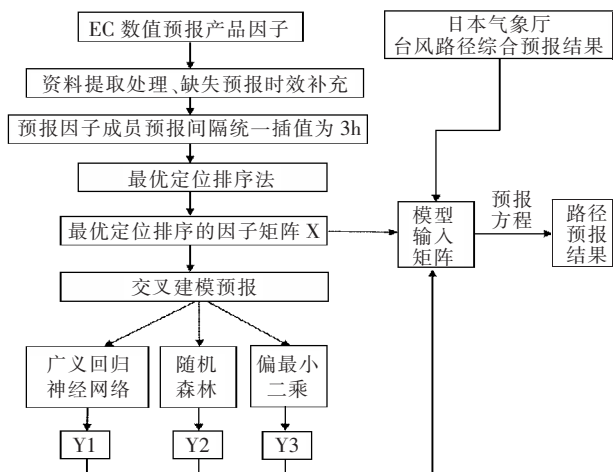 EC 数值预报产品因子
资料提取处理、缺失预报时效补充
预报因子成员预报间隔统一插值为 3h
最优定位排序法
最优定位排序的因子矩阵 X
交叉建模预报
广义回归
神经网络
随机
森林
偏最小
二乘
Y1
Y2
Y3
日本气象厅
台风路径综合预报结果
模型
输入
矩阵
预报
方程
路径
预报
结果